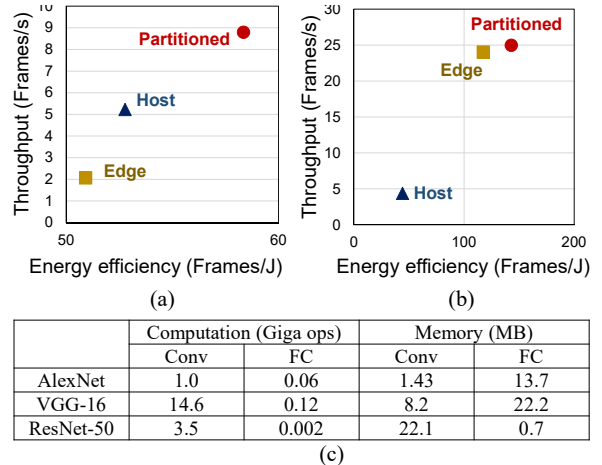 10
9
8
7
6
5
4
3
2
1
0
Throughput (Frames/s)
Partitioned
Host
Edge
50 60
Energy efficiency (Frames/J)
(a)
30
25
20
15
10
5
0
Throughput (Frames/s)
Partitioned
Edge
Host
0 100 200
Energy efficiency (Frames/J)
(b)
Computation (Giga ops) Memory (MB)
Conv FC Conv FC
AlexNet 1.0 0.06 1.43 13.7
VGG-16 14.6 0.12 8.2 22.2
ResNet-50 3.5 0.002 22.1 0.7
(c)